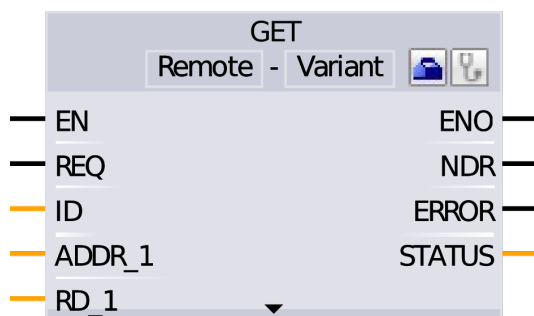 GET
Remote - Variant
EN ENO
REQ NDR
ID ERROR
ADDR_1 STATUS
RD_1